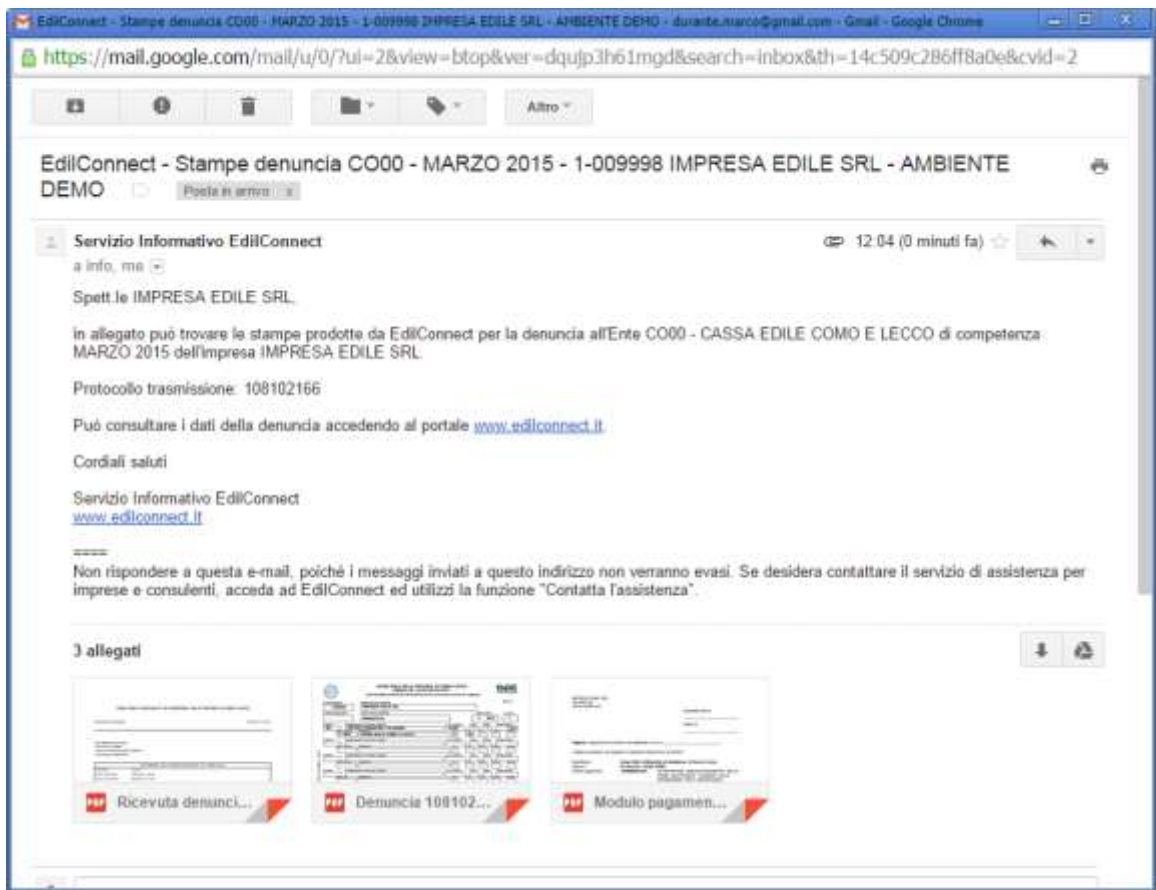 EdilConnect - Stampe denuncia CO00 - MARZO 2015 - 1-009998 IMPRESA EDILE SRL - AMBIENTE DEMO - durante.marco@gmail.com - Gmail - Google Chrome
https://mail.google.com/mail/u/0/?ui=2&view=btop&ver=dqujp3h61mgd&search=inbox&th=14c509c286ff8a0e&cvid=2
Altro
EdilConnect - Stampe denuncia CO00 - MARZO 2015 - 1-009998 IMPRESA EDILE SRL - AMBIENTE
DEMO Posta in arrivo x
Servizio Informativo EdilConnect 12:04 (0 minuti fa)
a info, me
Spett.le IMPRESA EDILE SRL,
in allegato può trovare le stampe prodotte da EdilConnect per la denuncia all'Ente CO00 - CASSA EDILE COMO E LECCO di competenza
MARZO 2015 dell'impresa IMPRESA EDILE SRL.
Protocollo trasmissione: 108102166
Può consultare i dati della denuncia accedendo al portale www.edilconnect.it.
Cordiali saluti
Servizio Informativo EdilConnect
www.edilconnect.it
====
Non rispondere a questa e-mail, poiché i messaggi inviati a questo indirizzo non verranno evasi. Se desidera contattare il servizio di assistenza per
imprese e consulenti, acceda ad EdilConnect ed utilizzi la funzione "Contatta l'assistenza".
3 allegati
PDF Ricevuta denunci...
PDF Denuncia 108102...
PDF Modulo pagamen...